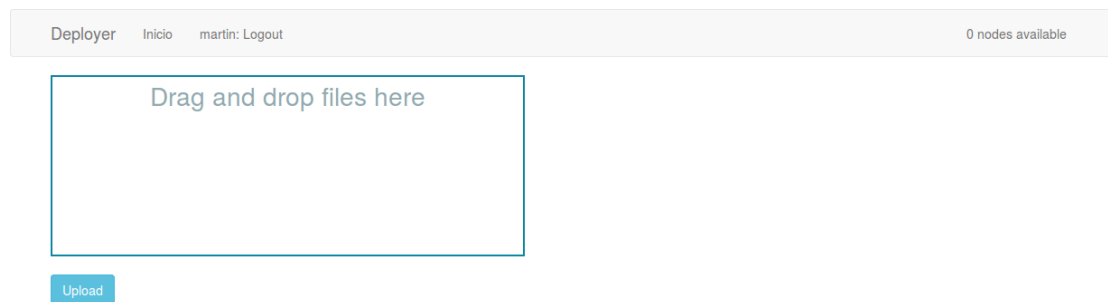 Deployer Inicio martin: Logout 0 nodes available
Drag and drop files here
Upload